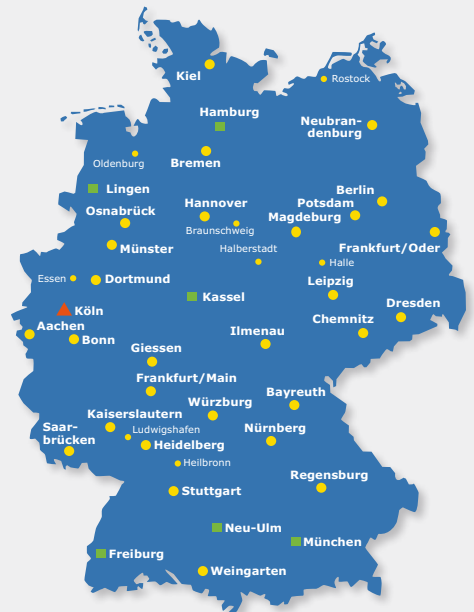 Kiel
Rostock
Hamburg
Neubran-
denburg
Oldenburg
Bremen
Lingen
Berlin
Hannover
Potsdam
Osnabrück
Magdeburg
Braunschweig
Münster
Halberstadt
Frankfurt/Oder
Halle
Essen
Dortmund
Leipzig
Kassel
Dresden
Köln
Chemnitz
Aachen
Ilmenau
Bonn
Giessen
Frankfurt/Main
Bayreuth
Würzburg
Kaiserslautern
Saar-
brücken
Ludwigshafen
Nürnberg
Heidelberg
Heilbronn
Regensburg
Stuttgart
Neu-Ulm
München
Freiburg
Weingarten